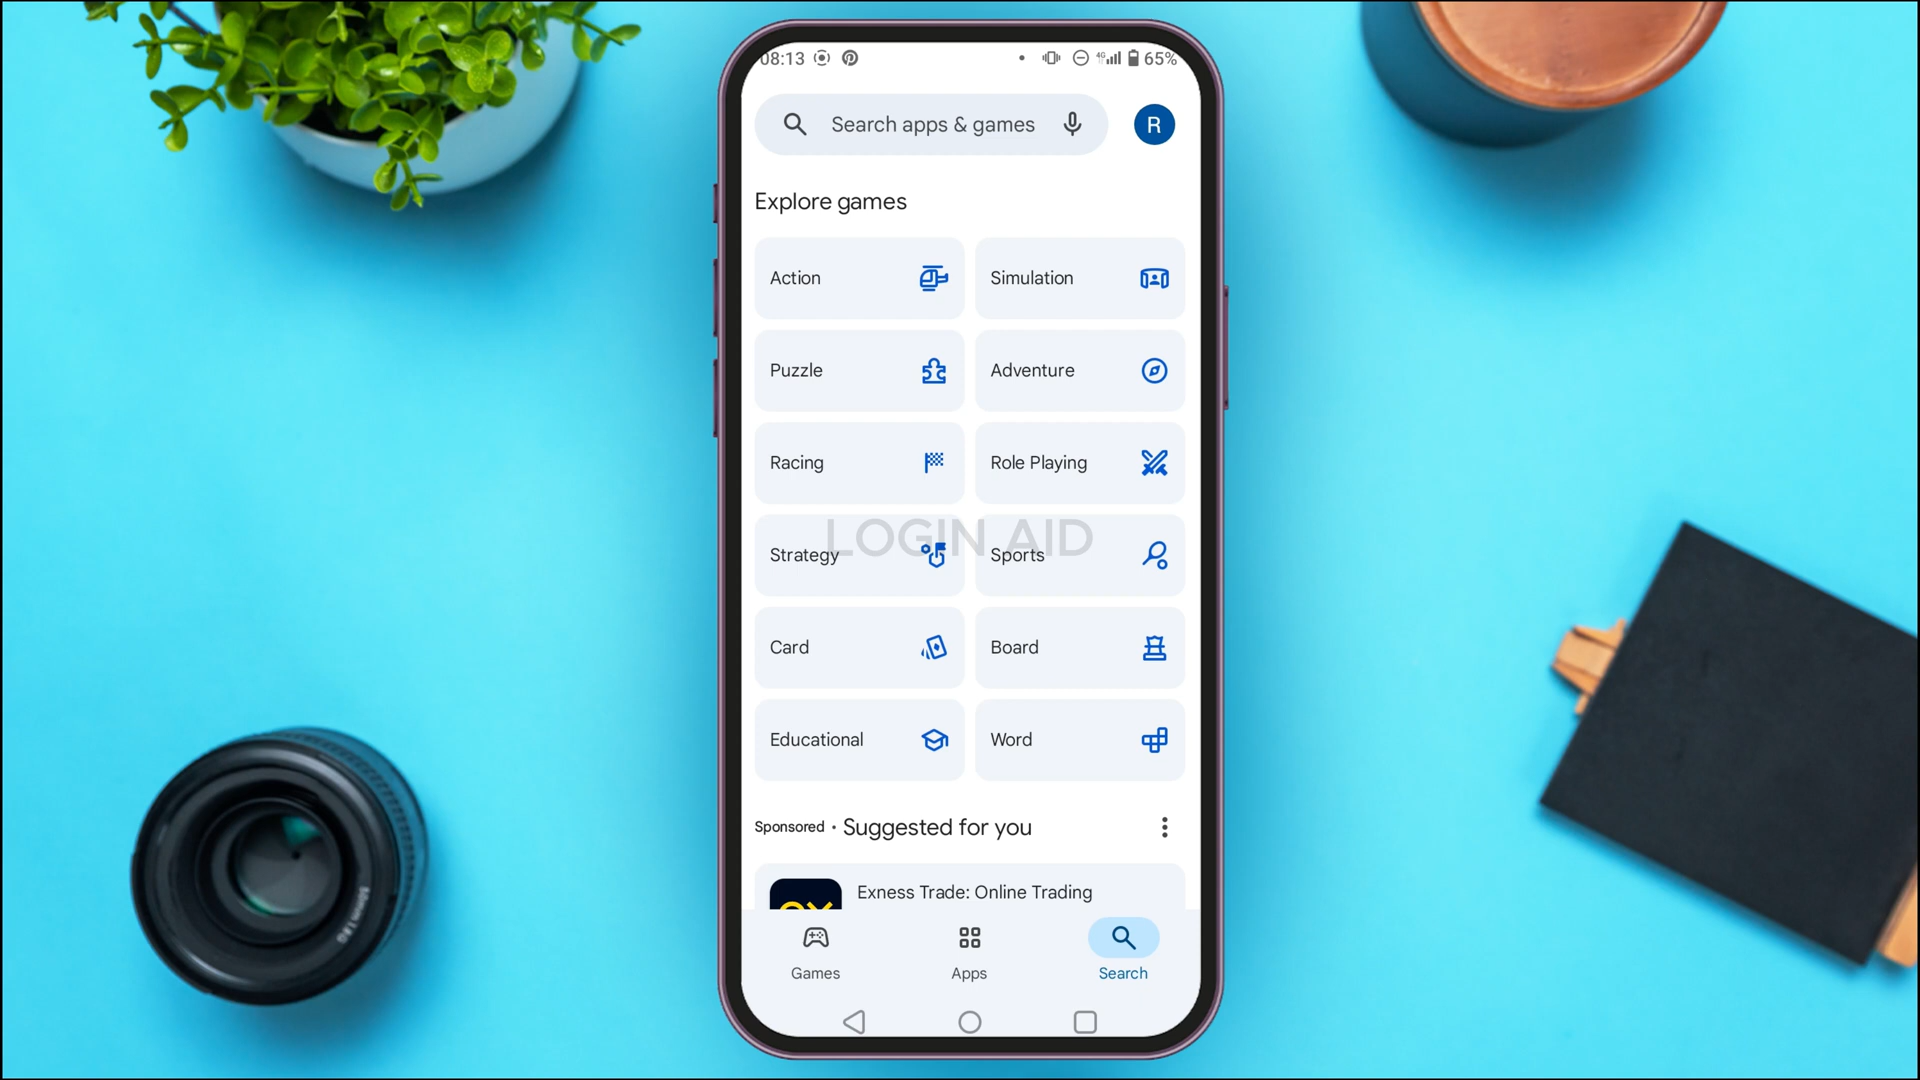 08:13
65%
Search apps & games
R
Explore games
Action
Simulation
Puzzle
Adventure
Racing
Role Playing
LOGIN AID
Strategy
Sports
Card
Board
Educational
Word
Sponsored · Suggested for you
Exness Trade: Online Trading
Games
Apps
Search